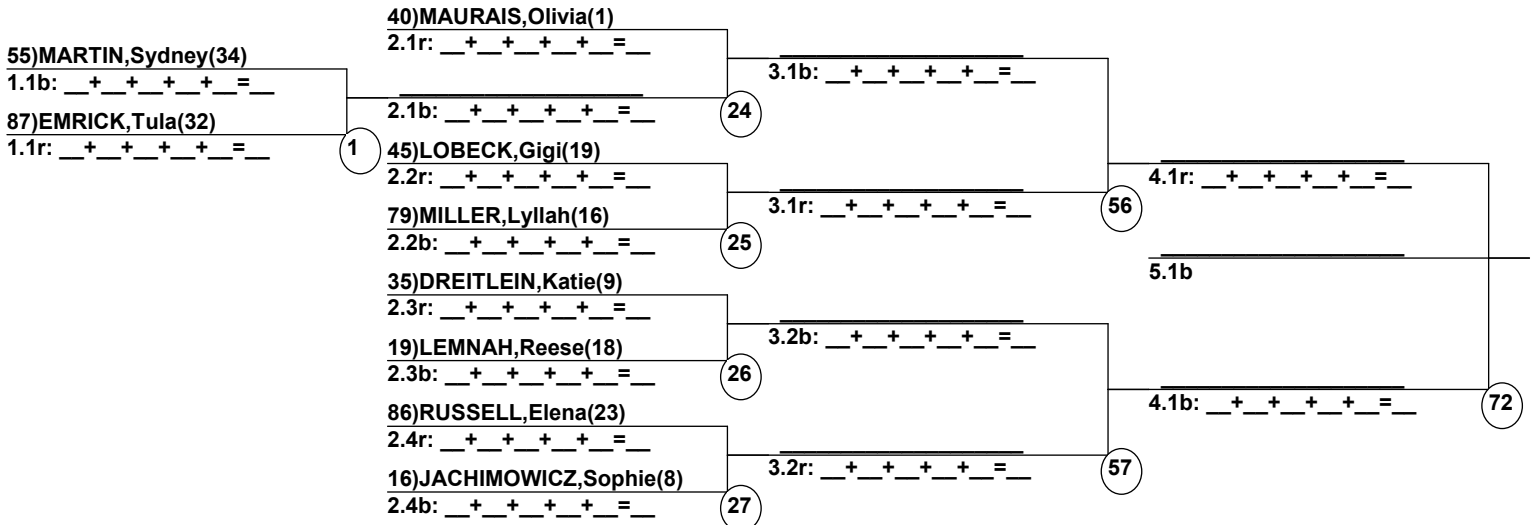 40)MAURAIS,Olivia(1)
2.1r: __+__+__+__+__=__
55)MARTIN,Sydney(34)
1.1b: __+__+__+__+__=__
3.1b: __+__+__+__+__=__
2.1b: __+__+__+__+__=__
24
87)EMRICK,Tula(32)
1.1r: __+__+__+__+__=__
1
45)LOBECK,Gigi(19)
2.2r: __+__+__+__+__=__
4.1r: __+__+__+__+__=__
3.1r: __+__+__+__+__=__
56
79)MILLER,Lyllah(16)
2.2b: __+__+__+__+__=__
25
5.1b
35)DREITLEIN,Katie(9)
2.3r: __+__+__+__+__=__
3.2b: __+__+__+__+__=__
19)LEMNAH,Reese(18)
2.3b: __+__+__+__+__=__
26
4.1b: __+__+__+__+__=__
72
86)RUSSELL,Elena(23)
2.4r: __+__+__+__+__=__
3.2r: __+__+__+__+__=__
57
16)JACHIMOWICZ,Sophie(8)
2.4b: __+__+__+__+__=__
27